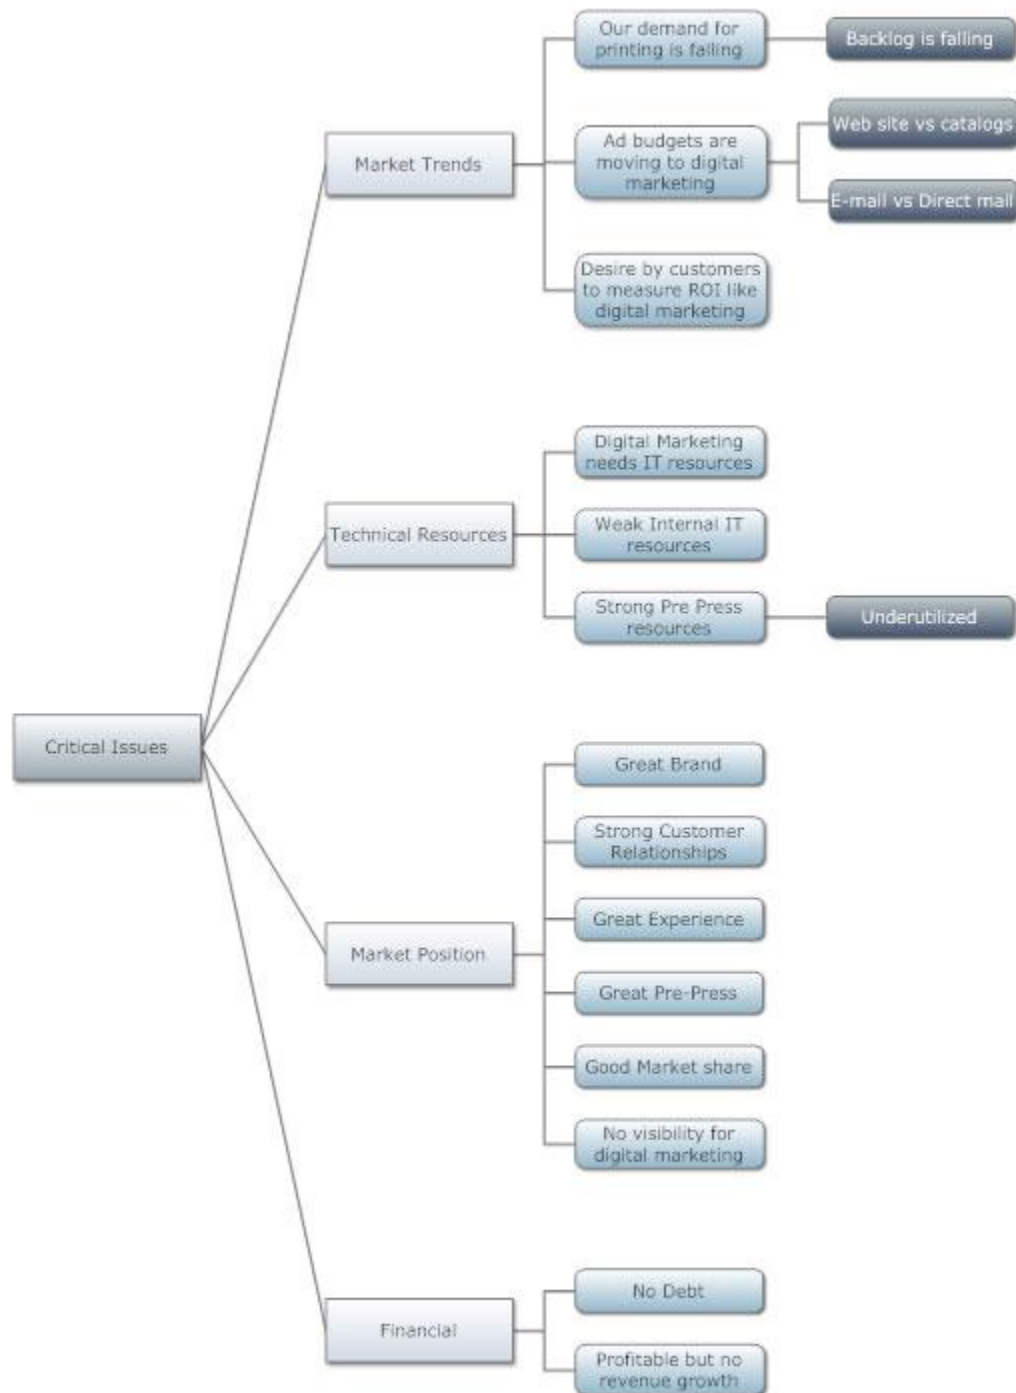 Critical Issues
Market Trends
Our demand for
printing is falling
Backlog is falling
Ad budgets are
moving to digital
marketing
Web site vs catalogs
E-mail vs Direct mail
Desire by customers
to measure ROI like
digital marketing
Technical Resources
Digital Marketing
needs IT resources
Weak Internal IT
resources
Strong Pre Press
resources
Underutilized
Market Position
Great Brand
Strong Customer
Relationships
Great Experience
Great Pre-Press
Good Market share
No visibility for
digital marketing
Financial
No Debt
Profitable but no
revenue growth